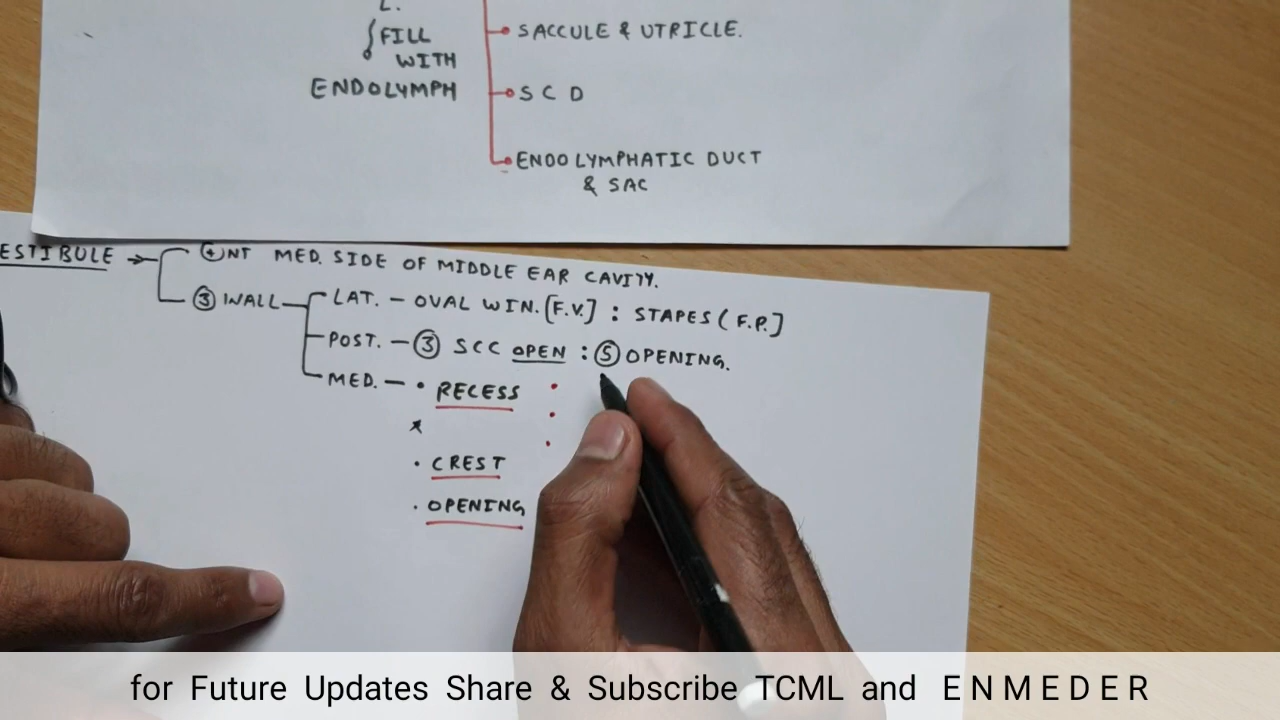 L.
FILL
WITH
ENDOLYMPH
SACCULE & UTRICLE.
SCD
ENDOLYMPHATIC DUCT
& SAC
ESTIBULE → +NT MED. SIDE OF MIDDLE EAR CAVITY.
③ WALL
LAT. - OVAL WIN. [F.V.] : STAPES (F.P.]
POST. - ③ SCC OPEN : ⑤ OPENING.
MED. - • RECESS
• CREST
• OPENING
for Future Updates Share & Subscribe TCML and ENMEDER